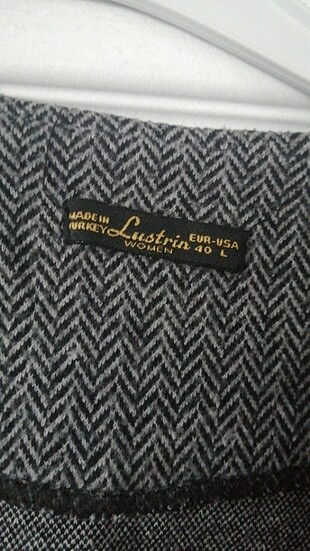 MADE IN
TURKEY
Lustrin
WOMEN
EUR-USA
40 L